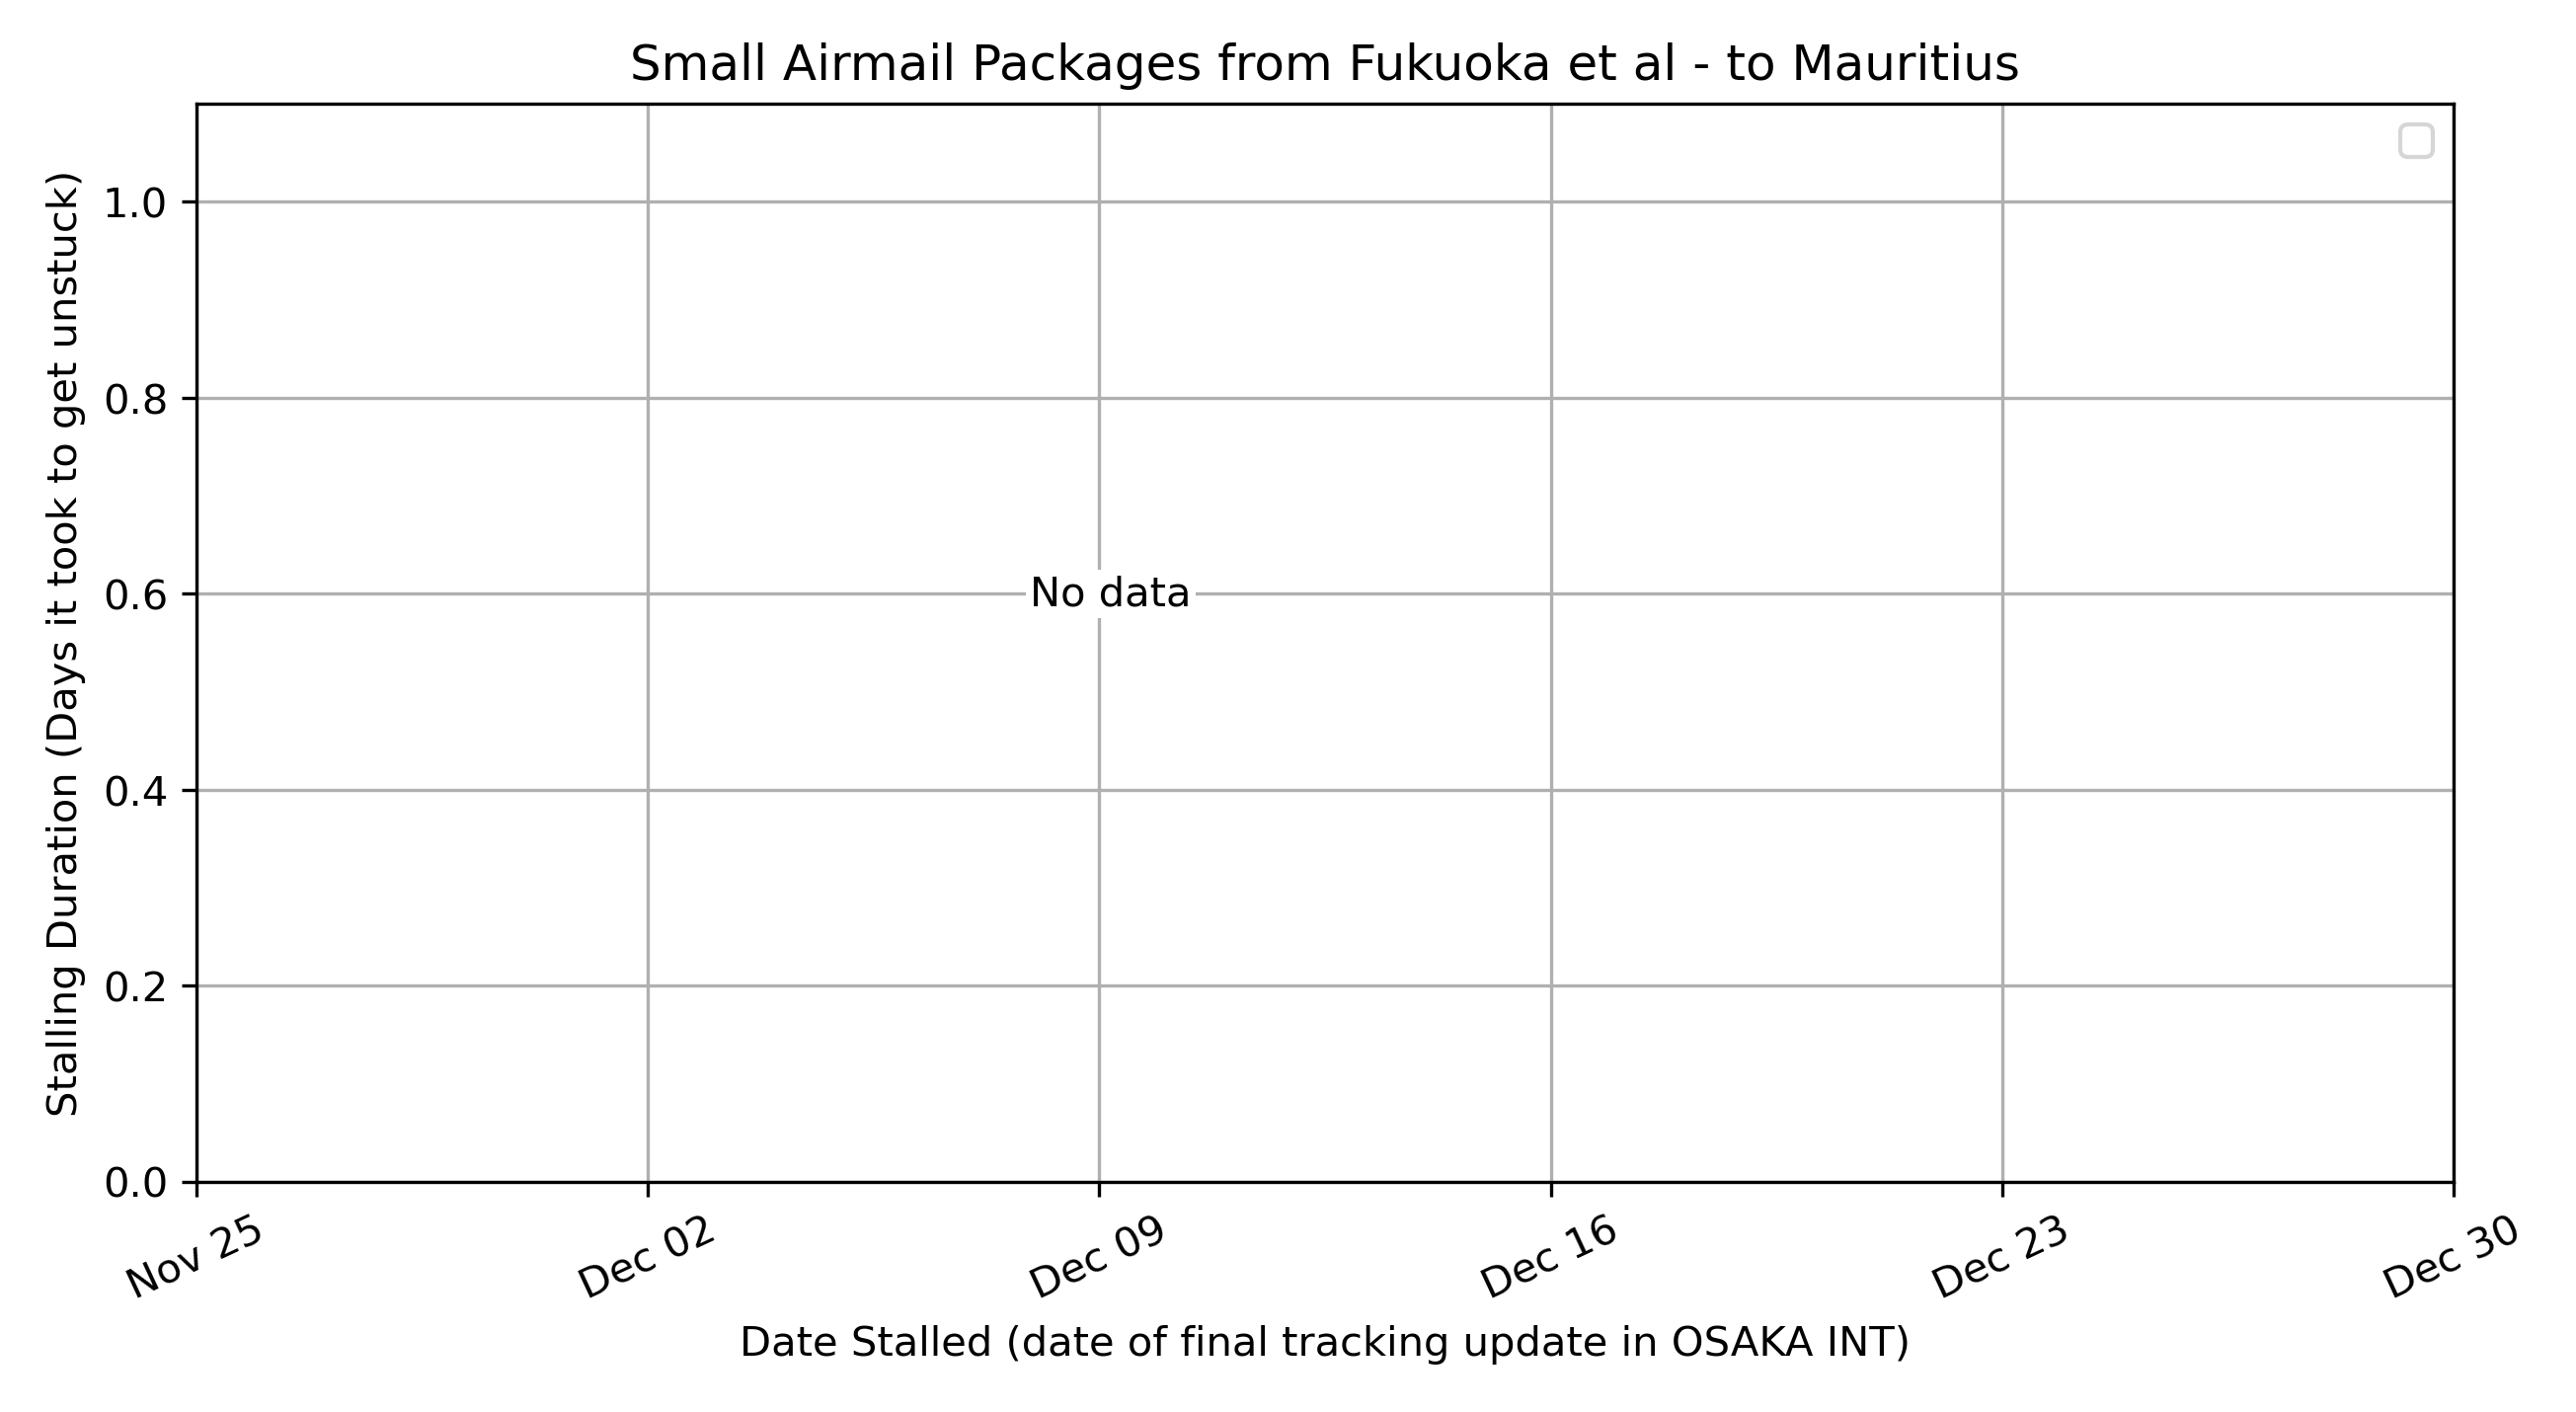 Small Airmail Packages from Fukuoka et al - to Mauritius
Stalling Duration (Days it took to get unstuck)
1.0
0.8
0.6
0.4
0.2
0.0
No data
Nov 25
Dec 02
Dec 09
Dec 16
Dec 23
Dec 30
Date Stalled (date of final tracking update in OSAKA INT)